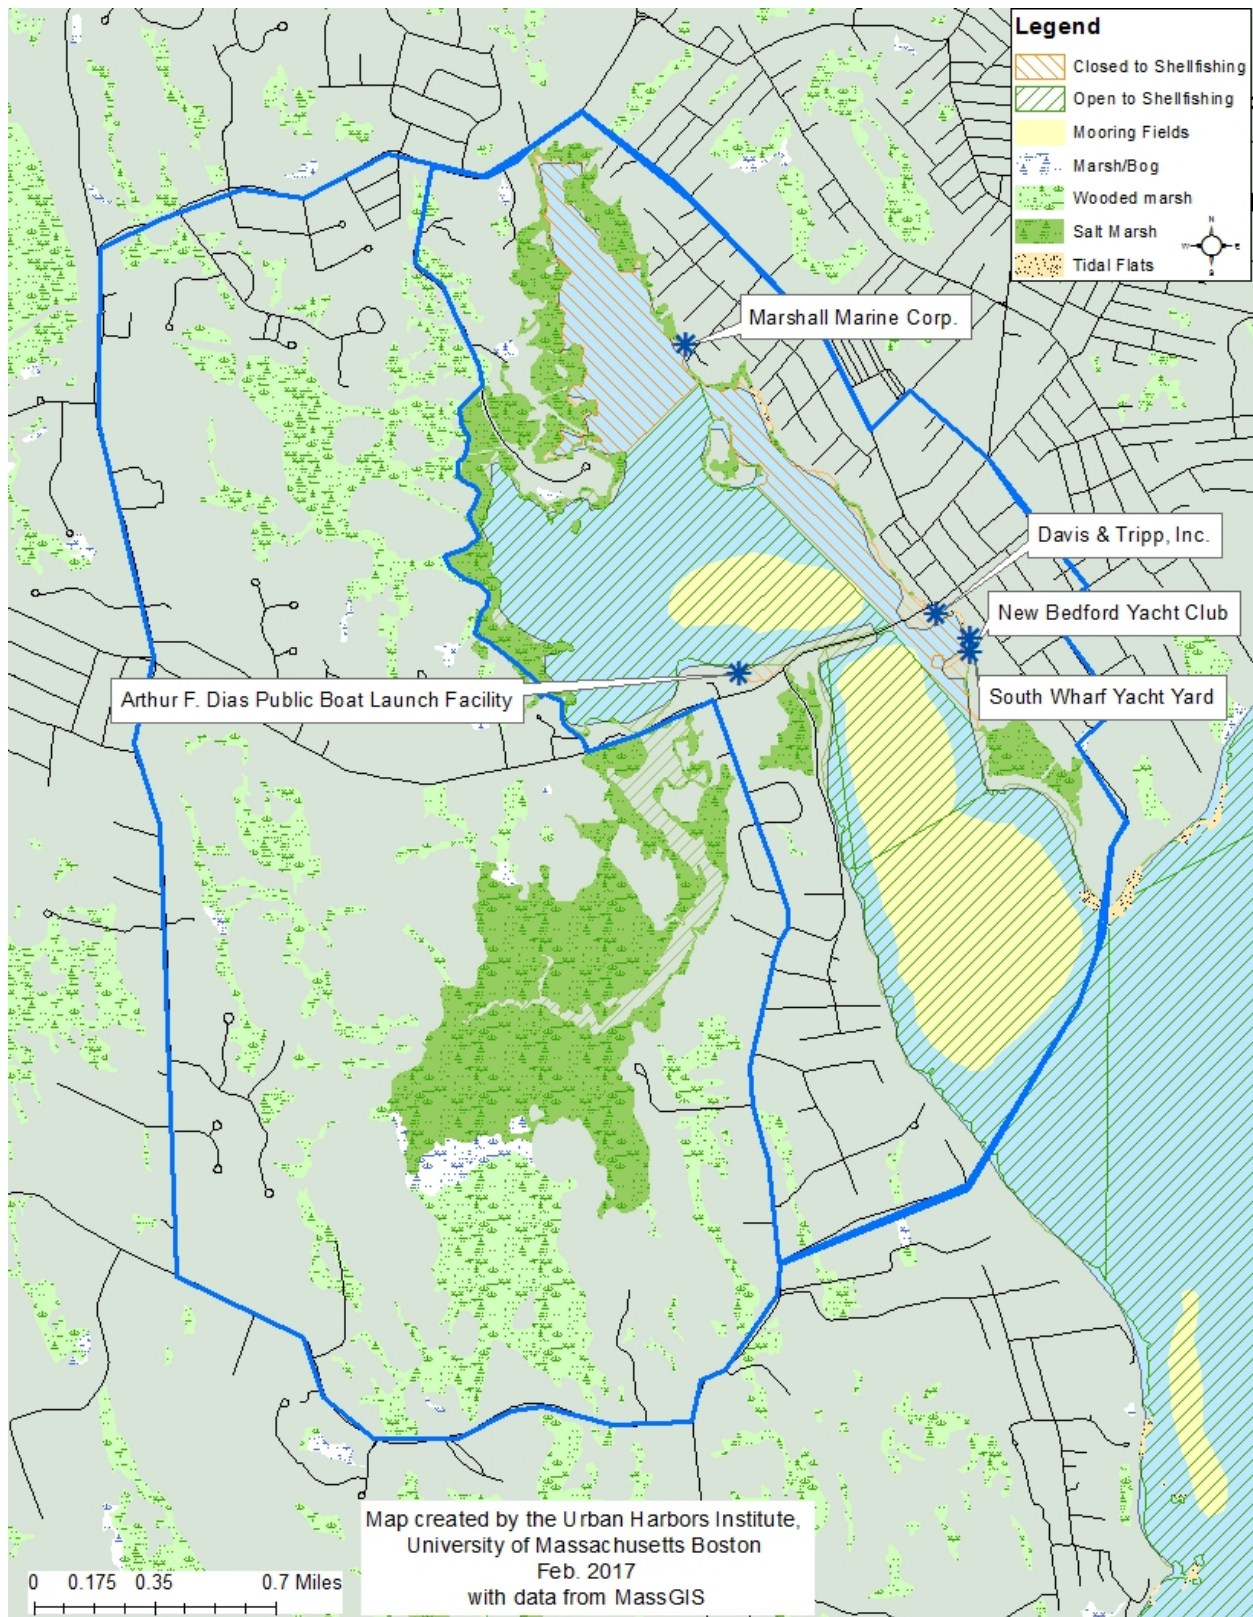 Legend
Closed to Shellfishing
Open to Shellfishing
Mooring Fields
Marsh/Bog
Wooded marsh
Salt Marsh
Tidal Flats
N
W
E
S
Marshall Marine Corp.
Davis & Tripp, Inc.
New Bedford Yacht Club
South Wharf Yacht Yard
Arthur F. Dias Public Boat Launch Facility
Map created by the Urban Harbors Institute,
University of Massachusetts Boston
Feb. 2017
with data from MassGIS
0 0.175 0.35 0.7 Miles